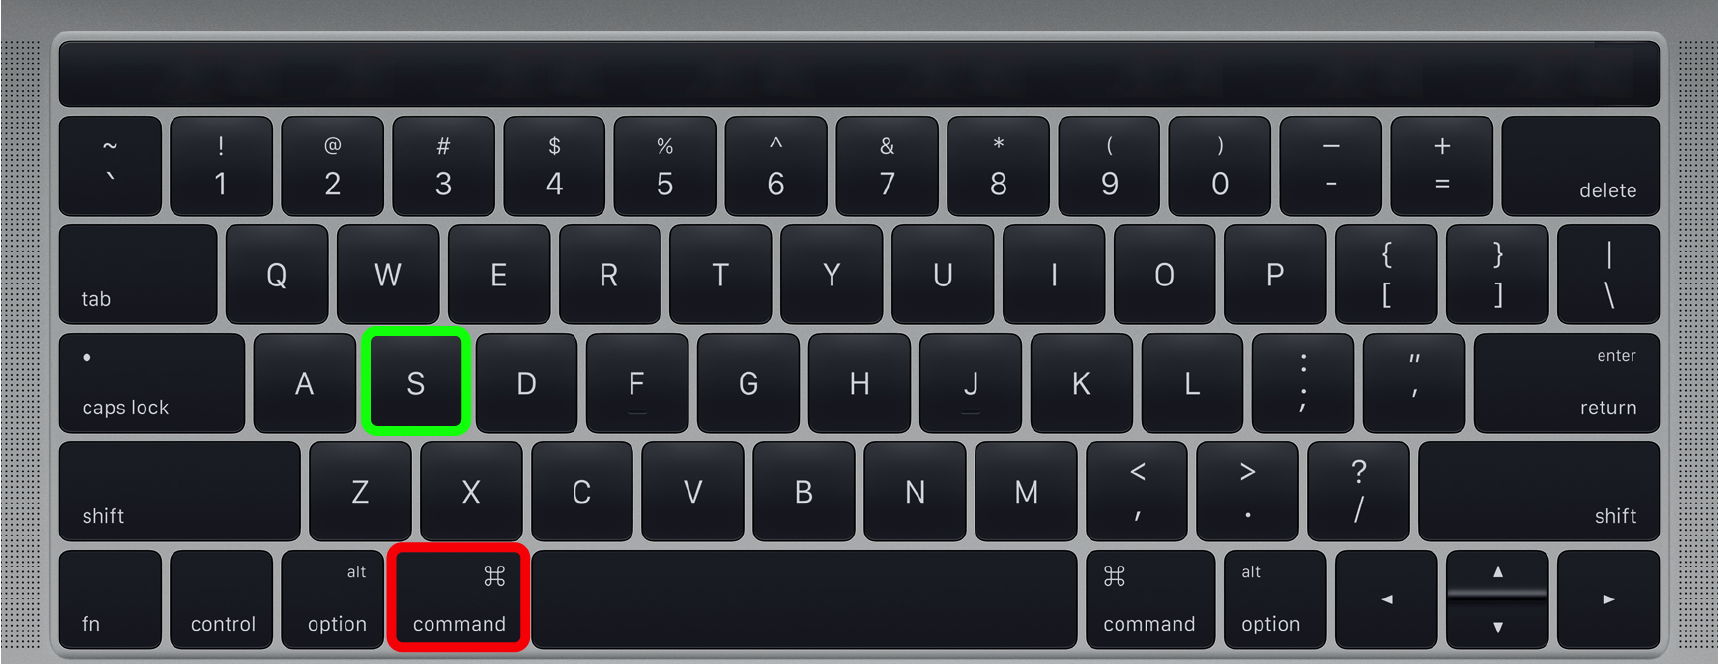 ~ ! @ # $ % ^ & * ( ) — +
` 1 2 3 4 5 6 7 8 9 0 - = delete
tab Q W E R T Y U I O P { [ } ] | \
• caps lock A S D F G H J K L : ; " ' enter return
shift Z X C V B N M < , > . ? / shift
fn control alt option ⌘ command ⌘ command alt option ◄ ▲ ▼ ►